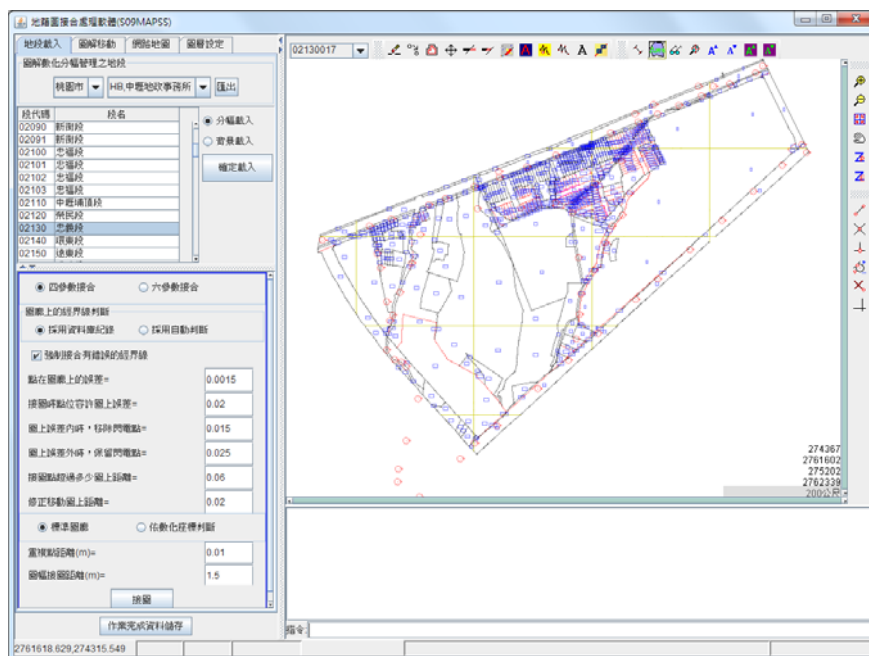 地籍圖接合處理軟體(S09MAPSS)
地段載入 圖解移動 網路地圖 圖層設定
圖解數化分幅管理之地段
桃園市 HB,中壢地政事務所 匯出
段代碼 段名
02090 新街段
02091 新街段
02100 忠福段
02101 忠福段
02102 忠福段
02103 忠福段
02110 中壢埔頂段
02120 榮民段
02130 忠義段
02140 環東段
02150 遠東段
分幅載入
背景載入
確定載入
四參數接合 六參數接合
圖廓上的經界線判斷
採用資料庫紀錄 採用自動判斷
強制接合有錯誤的經界線
點在圖廓上的誤差= 0.0015
接圖時點位容許圖上誤差= 0.02
圖上誤差內時，移除閃電點= 0.015
圖上誤差外時，保留閃電點= 0.025
接圖點超過多少圖上距離= 0.06
修正移動圖上距離= 0.02
標準圖廓 依數化座標判斷
重複點距離(m)= 0.01
圖幅接圖距離(m)= 1.5
接圖
作業完成資料儲存
2761618.629,274315.549
02130017
274367
2761602
275202
2762339
200公尺
指令: